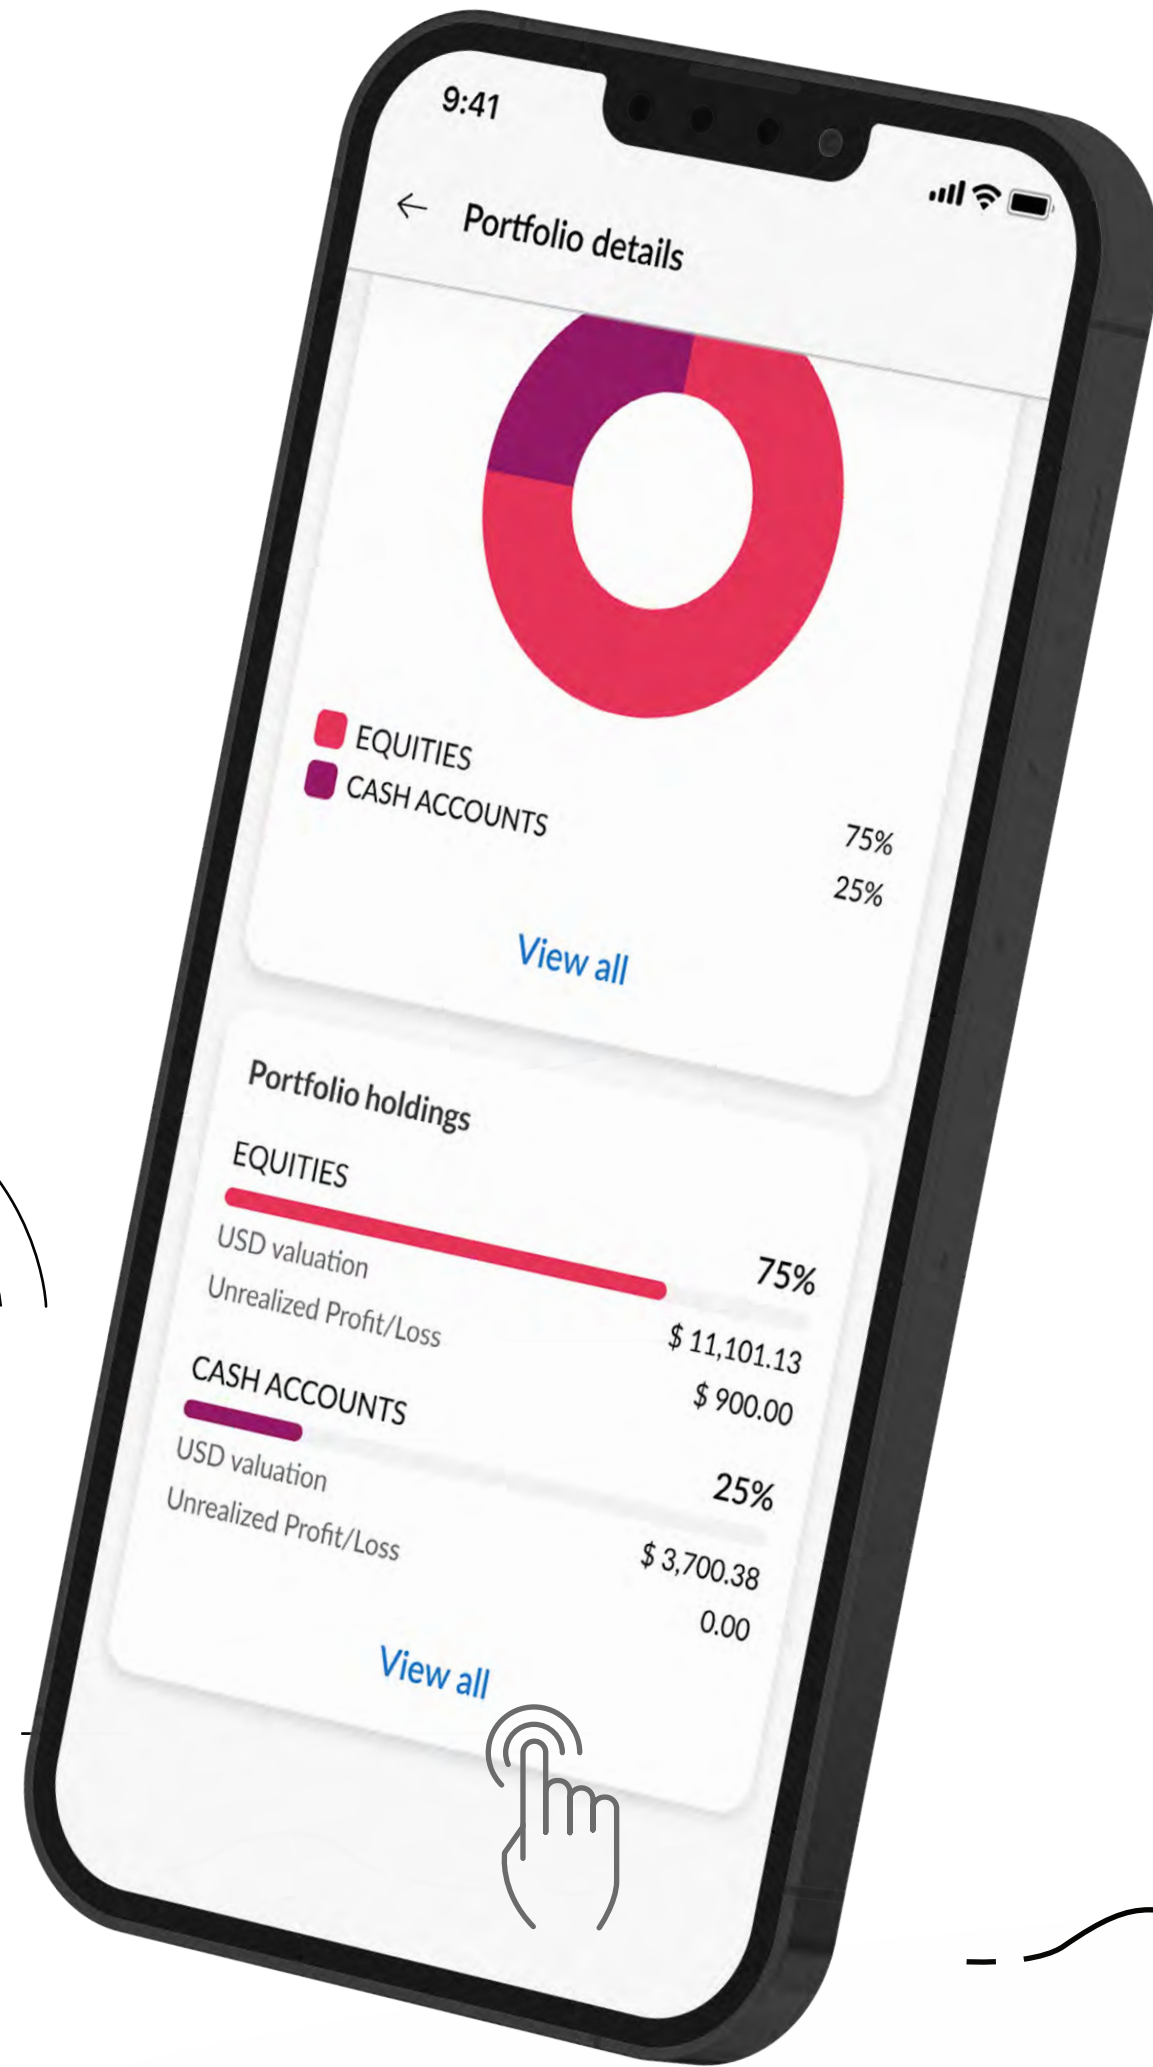 9:41
Portfolio details
EQUITIES 75%
CASH ACCOUNTS 25%
View all
Portfolio holdings
EQUITIES 75%
USD valuation $ 11,101.13
Unrealized Profit/Loss $ 900.00
CASH ACCOUNTS 25%
USD valuation $ 3,700.38
Unrealized Profit/Loss 0.00
View all